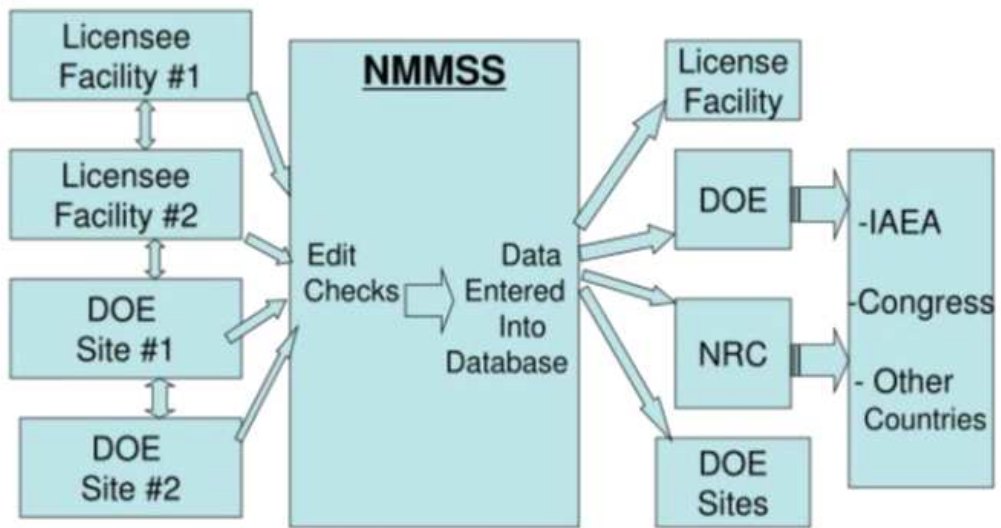 Licensee
Facility #1
Licensee
Facility #2
DOE
Site #1
DOE
Site #2
NMMSS
Edit
Checks
Data
Entered
Into
Database
License
Facility
DOE
NRC
DOE
Sites
-IAEA
-Congress
- Other
Countries